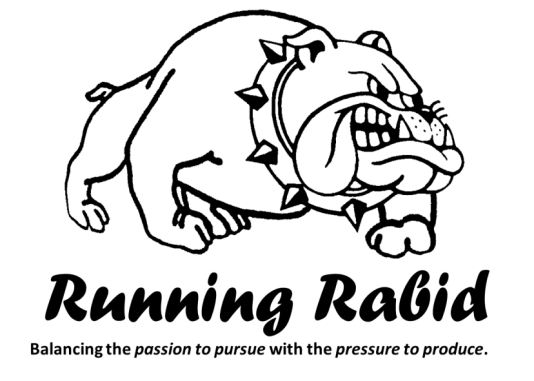 Running Rabid
Balancing the passion to pursue with the pressure to produce.